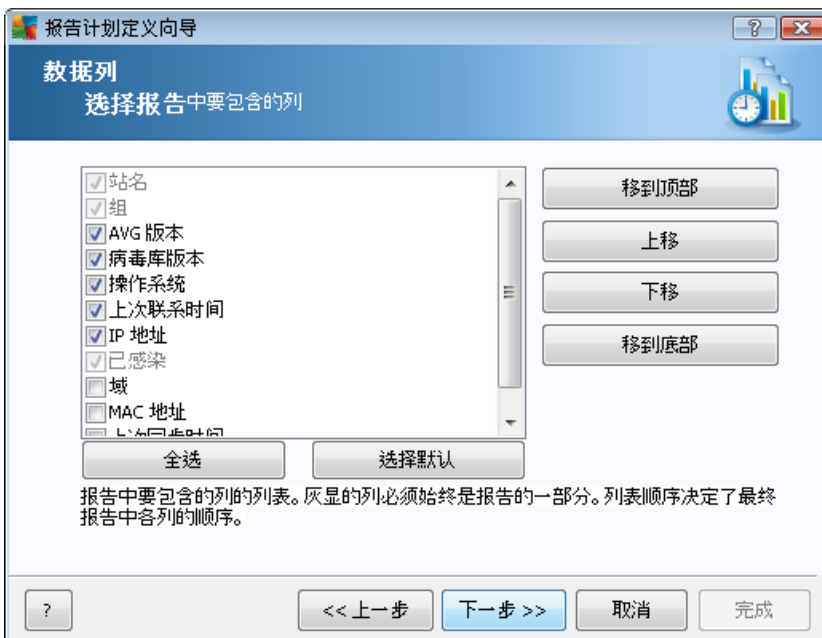 报告计划定义向导
数据列
选择报告中要包含的列
站名
组
AVG 版本
病毒库版本
操作系统
上次联系时间
IP 地址
已感染
域
MAC 地址
上次同步时间
移到顶部
上移
下移
移到底部
全选
选择默认
报告中要包含的列的列表。灰显的列必须始终是报告的一部分。列表顺序决定了最终
报告中各列的顺序。
?
<< 上一步
下一步 >>
取消
完成